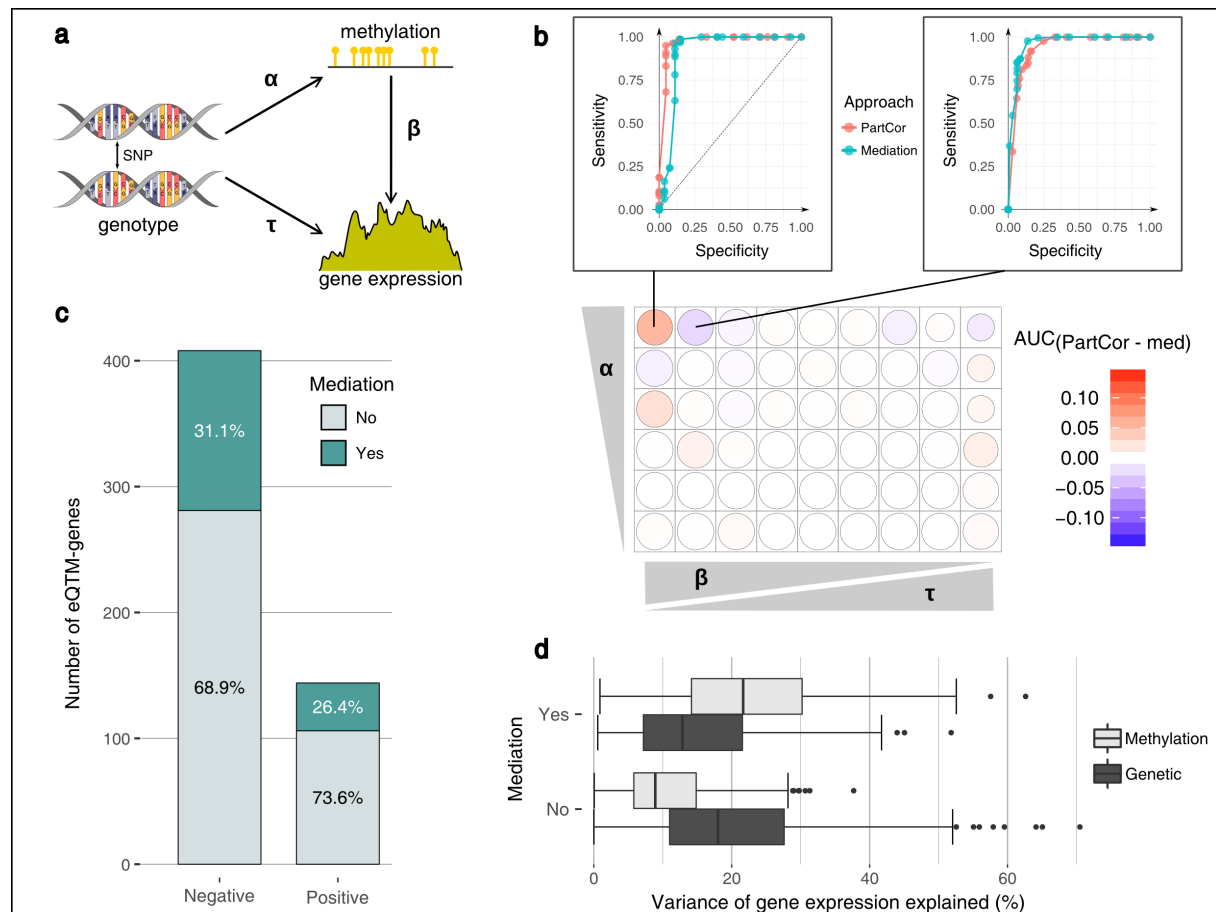 a
methylation
α
β
SNP
genotype
τ
gene expression
b
1.00
0.75
0.50
0.25
0.00
Sensitivity
0.00 0.25 0.50 0.75 1.00
Specificity
Approach
PartCor
Mediation
1.00
0.75
0.50
0.25
0.00
Sensitivity
0.00 0.25 0.50 0.75 1.00
Specificity
α
β
τ
AUC(PartCor - med)
0.10
0.05
0.00
−0.05
−0.10
c
Number of eQTM-genes
400
300
200
100
0
Mediation
No
Yes
31.1%
68.9%
26.4%
73.6%
Negative Positive
d
Mediation
Yes
No
0 20 40 60
Variance of gene expression explained (%)
Methylation
Genetic